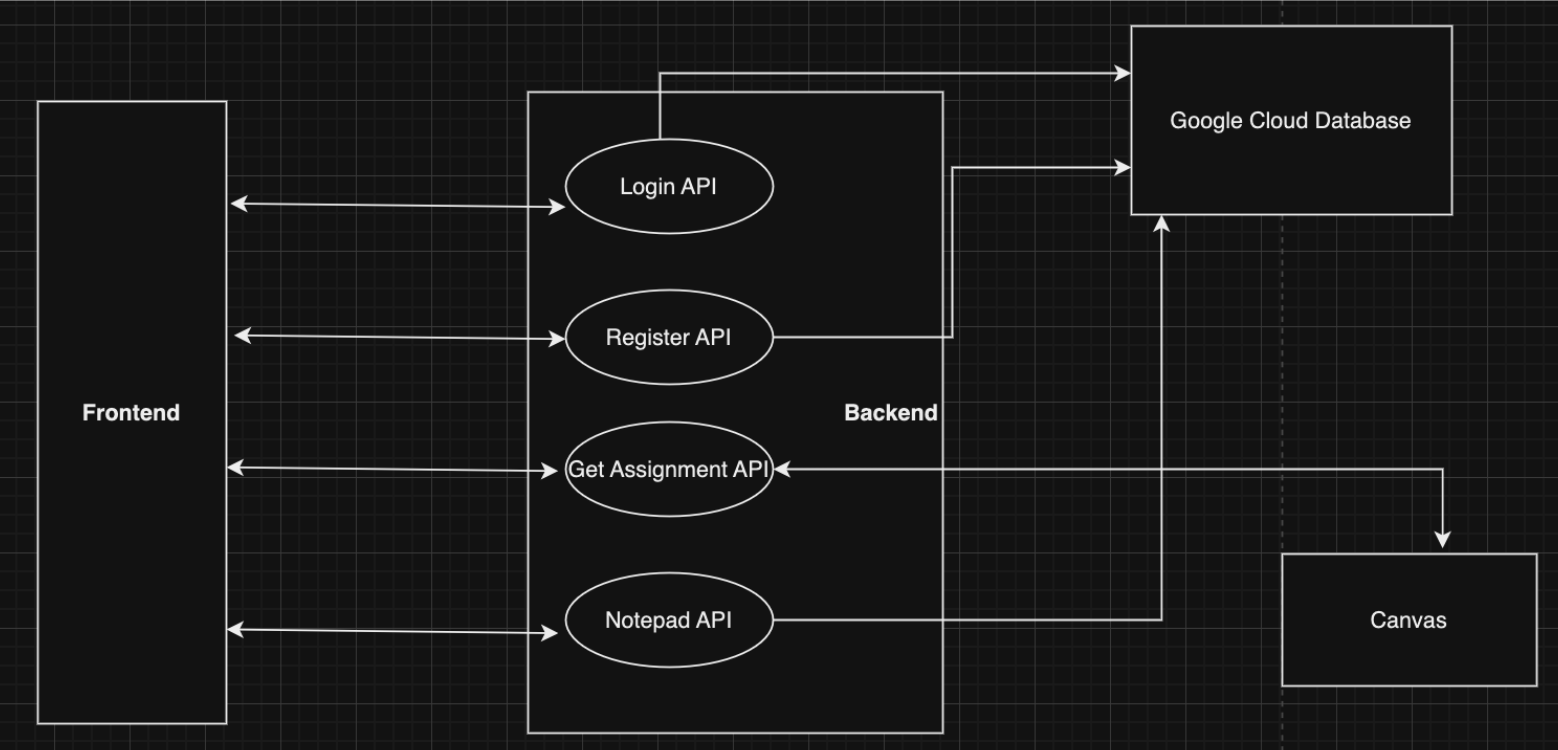 Google Cloud Database
Login API
Register API
Frontend
Backend
Get Assignment API
Notepad API
Canvas